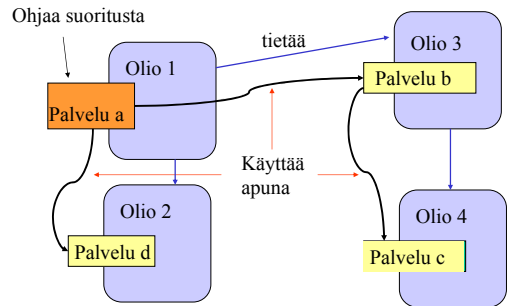 Ohjaa suoritusta
Olio 1
tietää
Olio 3
Palvelu a
Palvelu b
Käyttää
apuna
Olio 2
Olio 4
Palvelu d
Palvelu c